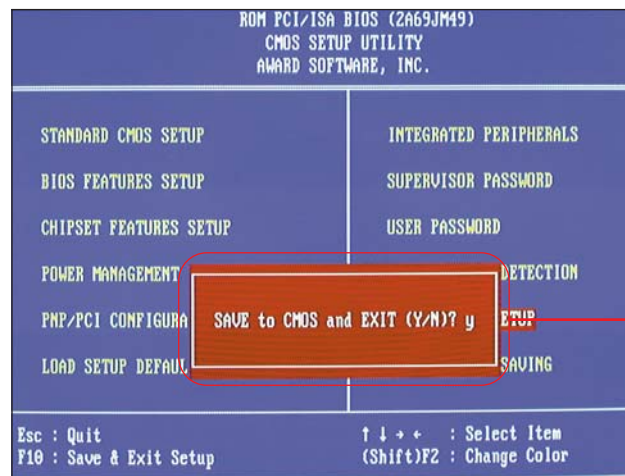 ROM PCI/ISA BIOS (2A69JM49)
CMOS SETUP UTILITY
AWARD SOFTWARE, INC.
STANDARD CMOS SETUP
BIOS FEATURES SETUP
CHIPSET FEATURES SETUP
POWER MANAGEMENT
PNP/PCI CONFIGURA
LOAD SETUP DEFAUL
INTEGRATED PERIPHERALS
SUPERVISOR PASSWORD
USER PASSWORD
DETECTION
ETUP
SAVING
SAVE to CMOS and EXIT (Y/N)? y
Esc : Quit
F10 : Save & Exit Setup
↑ ↓ → ← : Select Item
(Shift)F2 : Change Color